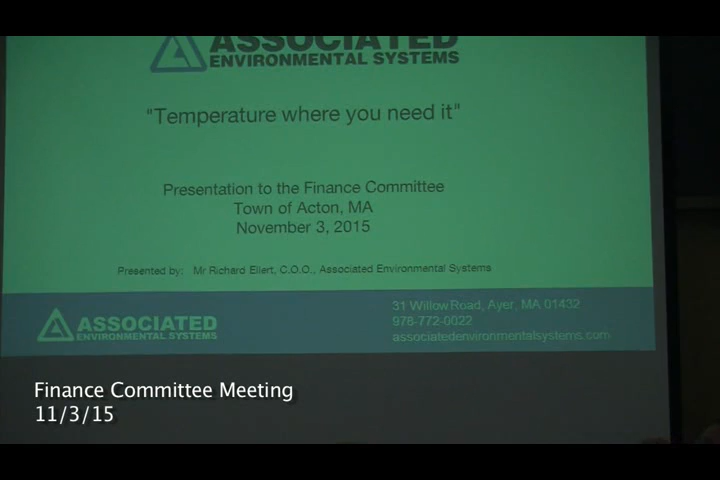 ASSOCIATED
ENVIRONMENTAL SYSTEMS
"Temperature where you need it"
Presentation to the Finance Committee
Town of Acton, MA
November 3, 2015
Presented by: Mr Richard Ellert, C.O.O., Associated Environmental Systems
ASSOCIATED
ENVIRONMENTAL SYSTEMS
31 Willow Road, Ayer, MA 01432
978-772-0022
associatedenvironmentalsystems.com
Finance Committee Meeting
11/3/15